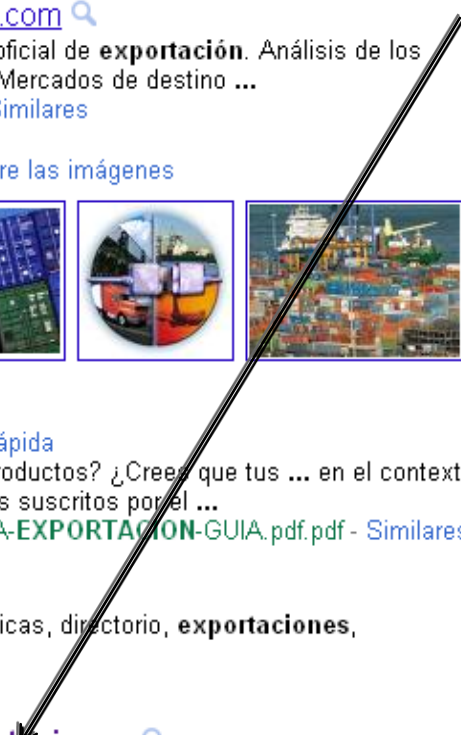 .com
oficial de exportación. Análisis de los
Mercados de destino ...
Similares
re las imágenes
ápida
roductos? ¿Crees que tus ... en el context
s suscritos por el ...
A-EXPORTACION-GUIA.pdf.pdf - Similares
icas, directorio, exportaciones,